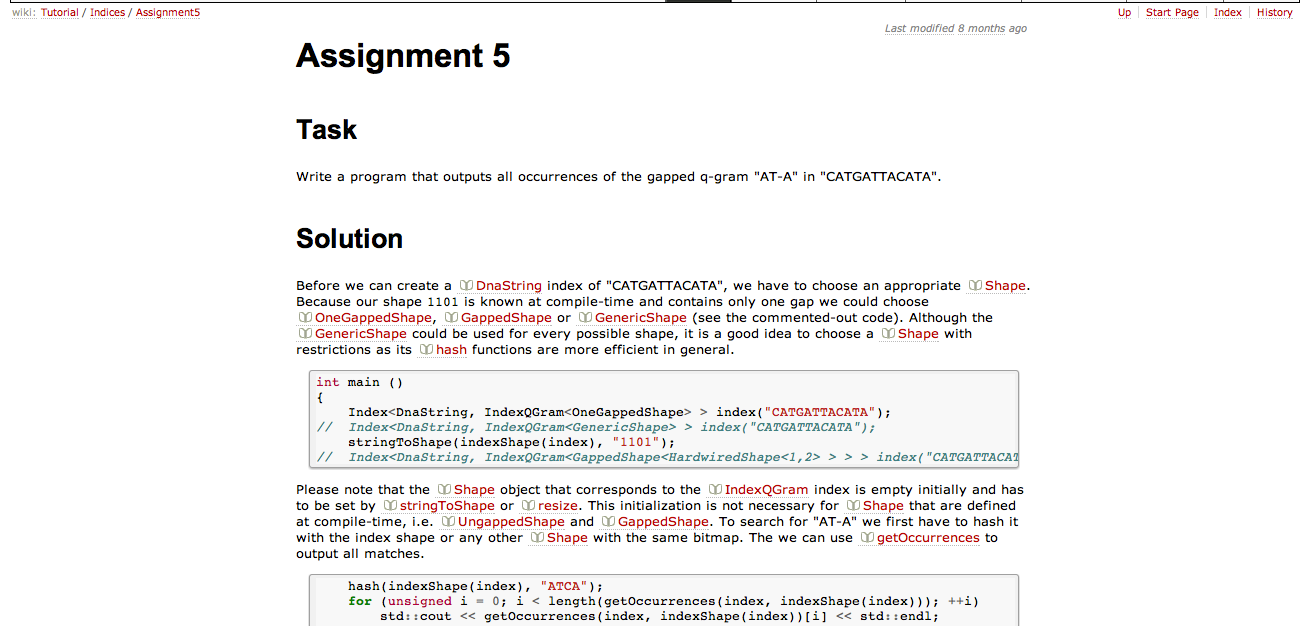 wiki: Tutorial / Indices / Assignment5
Up Start Page Index History
Last modified 8 months ago
Assignment 5
Task
Write a program that outputs all occurrences of the gapped q-gram "AT-A" in "CATGATTACATA".
Solution
Before we can create a DnaString index of "CATGATTACATA", we have to choose an appropriate Shape.
Because our shape 1101 is known at compile-time and contains only one gap we could choose
OneGappedShape, GappedShape or GenericShape (see the commented-out code). Although the
GenericShape could be used for every possible shape, it is a good idea to choose a Shape with
restrictions as its hash functions are more efficient in general.
int main ()
{
Index<DnaString, IndexQGram<OneGappedShape> > index("CATGATTACATA");
// Index<DnaString, IndexQGram<GenericShape> > index("CATGATTACATA");
stringToShape(indexShape(index), "1101");
// Index<DnaString, IndexQGram<GappedShape<HardwiredShape<1,2> > > > index("CATGATTACAT
Please note that the Shape object that corresponds to the IndexQGram index is empty initially and has
to be set by stringToShape or resize. This initialization is not necessary for Shape that are defined
at compile-time, i.e. UngappedShape and GappedShape. To search for "AT-A" we first have to hash it
with the index shape or any other Shape with the same bitmap. The we can use getOccurrences to
output all matches.
hash(indexShape(index), "ATCA");
for (unsigned i = 0; i < length(getOccurrences(index, indexShape(index))); ++i)
std::cout << getOccurrences(index, indexShape(index))[i] << std::endl;